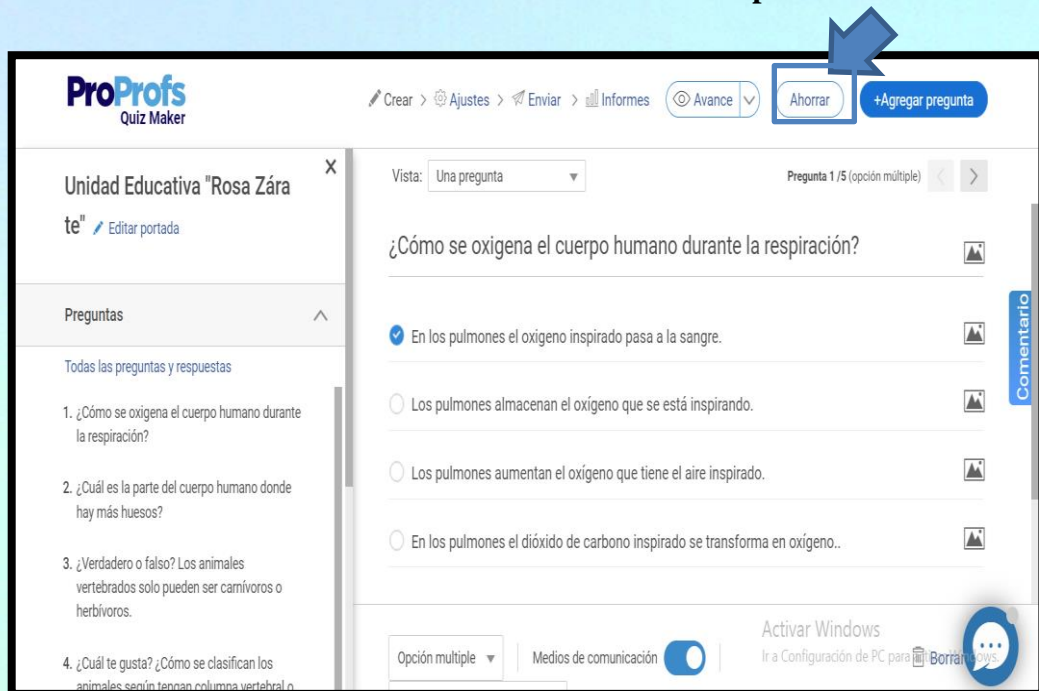 ProProfs
Quiz Maker
Crear > Ajustes > Enviar > Informes Avance Ahorrar +Agregar pregunta
Unidad Educativa "Rosa Zára
te" Editar portada
X
Preguntas
Todas las preguntas y respuestas
1. ¿Cómo se oxigena el cuerpo humano durante
la respiración?
2. ¿Cuál es la parte del cuerpo humano donde
hay más huesos?
3. ¿Verdadero o falso? Los animales
vertebrados solo pueden ser carnívoros o
herbívoros.
4. ¿Cuál te gusta? ¿Cómo se clasifican los
animales según tengan columna vertebral o
Vista: Una pregunta
Pregunta 1 /5 (opción múltiple)
¿Cómo se oxigena el cuerpo humano durante la respiración?
En los pulmones el oxigeno inspirado pasa a la sangre.
Los pulmones almacenan el oxígeno que se está inspirando.
Los pulmones aumentan el oxígeno que tiene el aire inspirado.
En los pulmones el dióxido de carbono inspirado se transforma en oxígeno..
Comentario
Opción multiple Medios de comunicación
Activar Windows
Ir a Configuración de PC para